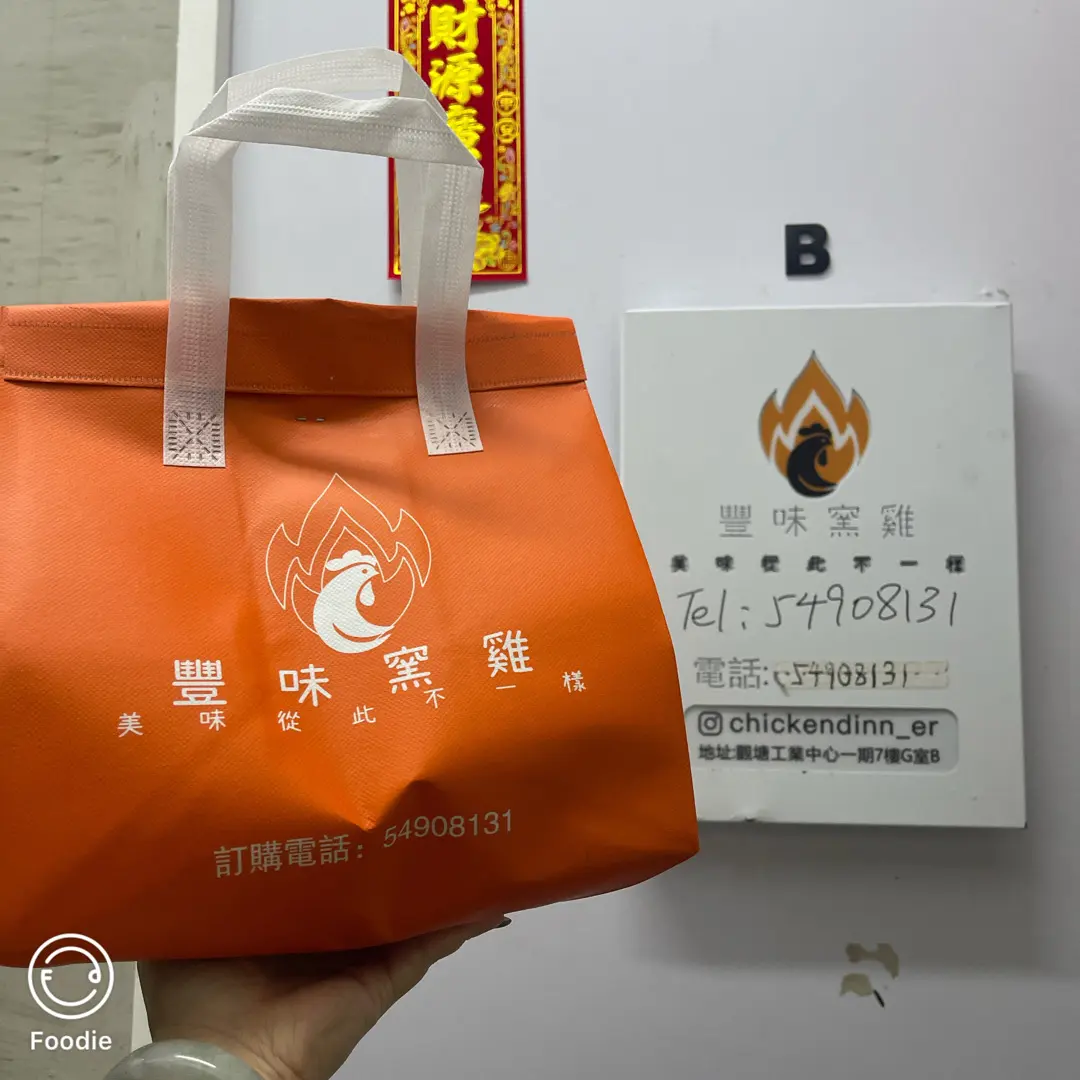 財源廣
B
豐味窯雞
美味從此不一樣
Tel: 54908131
電話: 54908131
chickendinn_er
地址:觀塘工業中心一期7樓G室B
豐味窯雞
美味從此不一樣
訂購電話: 54908131
Foodie